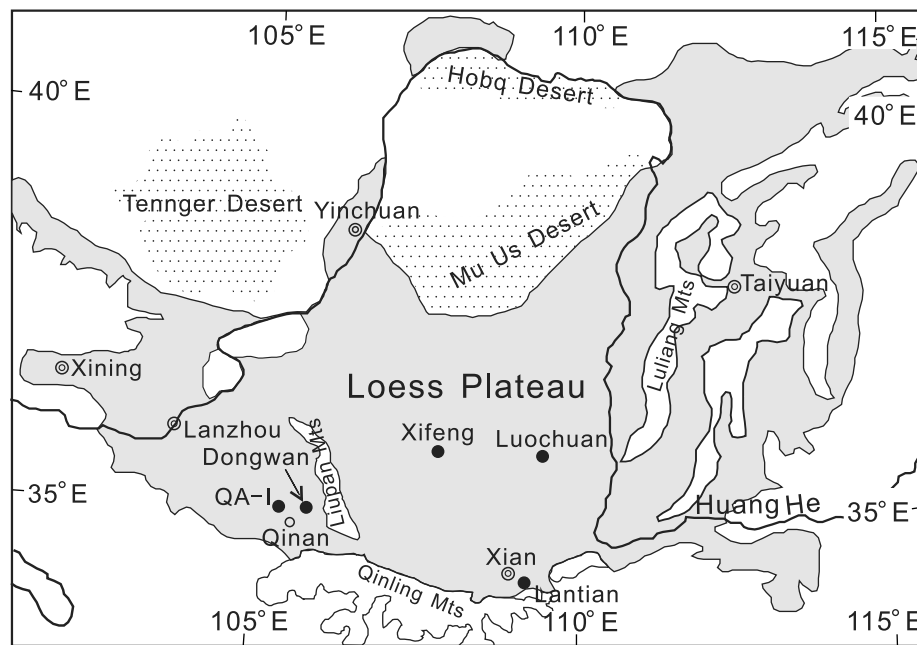 105°E
110°E
115°E
40°E
Hobq Desert
40°E
Tennger Desert
Yinchuan
Mu Us Desert
Taiyuan
Luliang Mts
Xining
Loess Plateau
Lanzhou
Xifeng
Luochuan
Dongwan
Liupan Mts
QA-I
35°E
Huang He
35°E
Qinan
Xian
Qinling Mts
Lantian
105°E
110°E
115°E